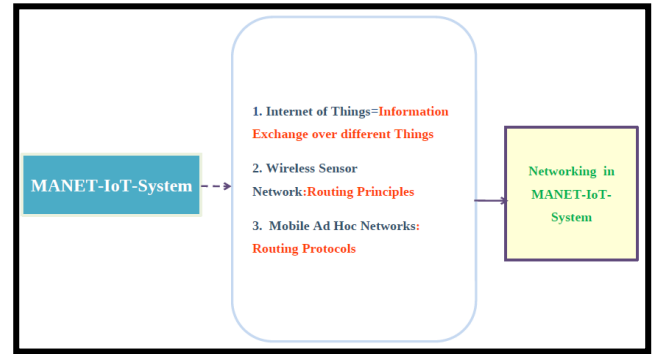 MANET-IoT-System
1. Internet of Things=Information
Exchange over different Things
2. Wireless Sensor
Network:Routing Principles
3. Mobile Ad Hoc Networks:
Routing Protocols
Networking in
MANET-IoT-
System